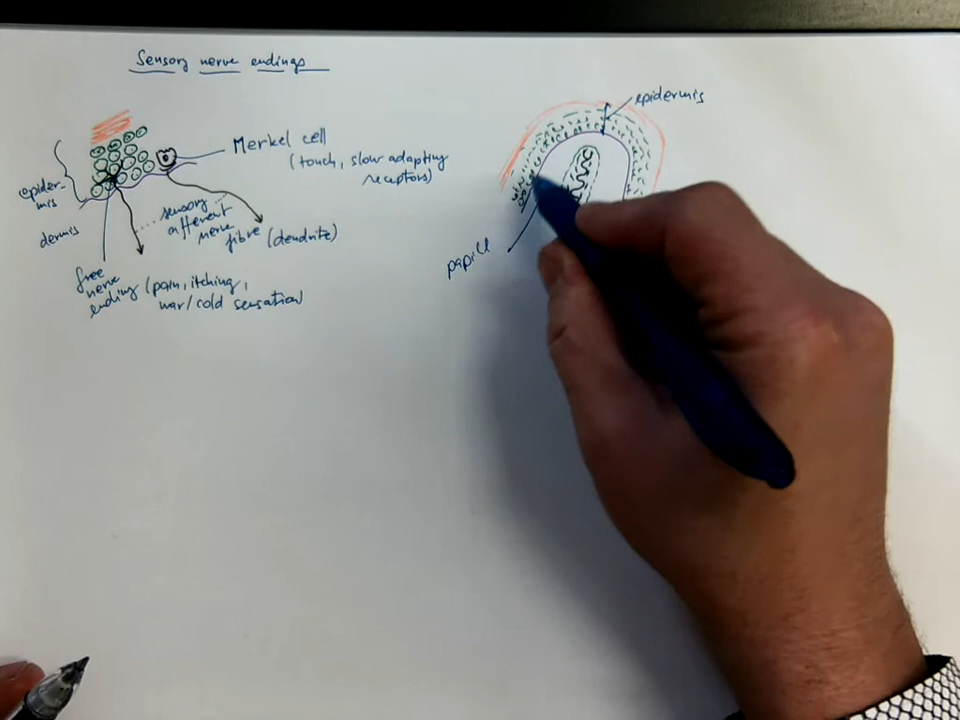 Sensory nerve endings
epidermis
Merkel cell
(touch, slow adapting
receptors)
epider-
mis
dermis
sensory
afferent
nerve
fibre (dendrite)
papill
free
nerve
ending (pain, itching,
war/cold sensation)